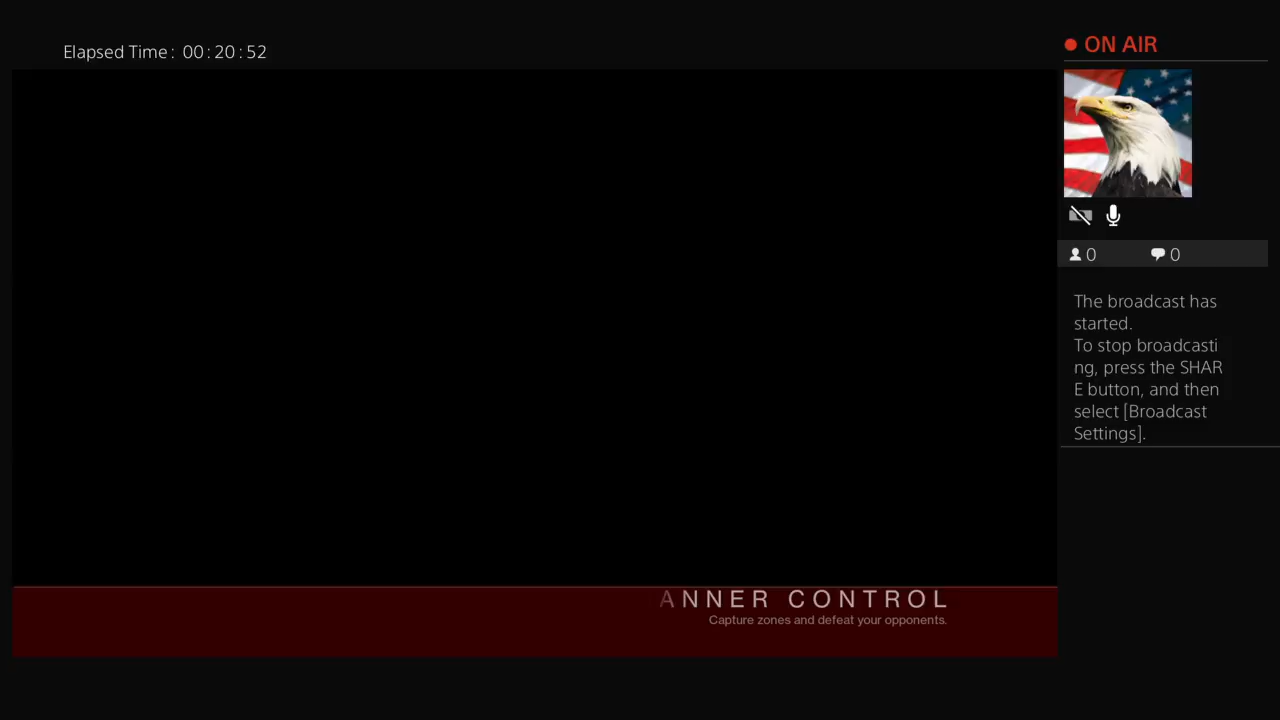 Elapsed Time: 00:20:52
ON AIR
0 0
The broadcast has
started.
To stop broadcasti
ng, press the SHAR
E button, and then
select [Broadcast
Settings].
ANNER CONTROL
Capture zones and defeat your opponents.